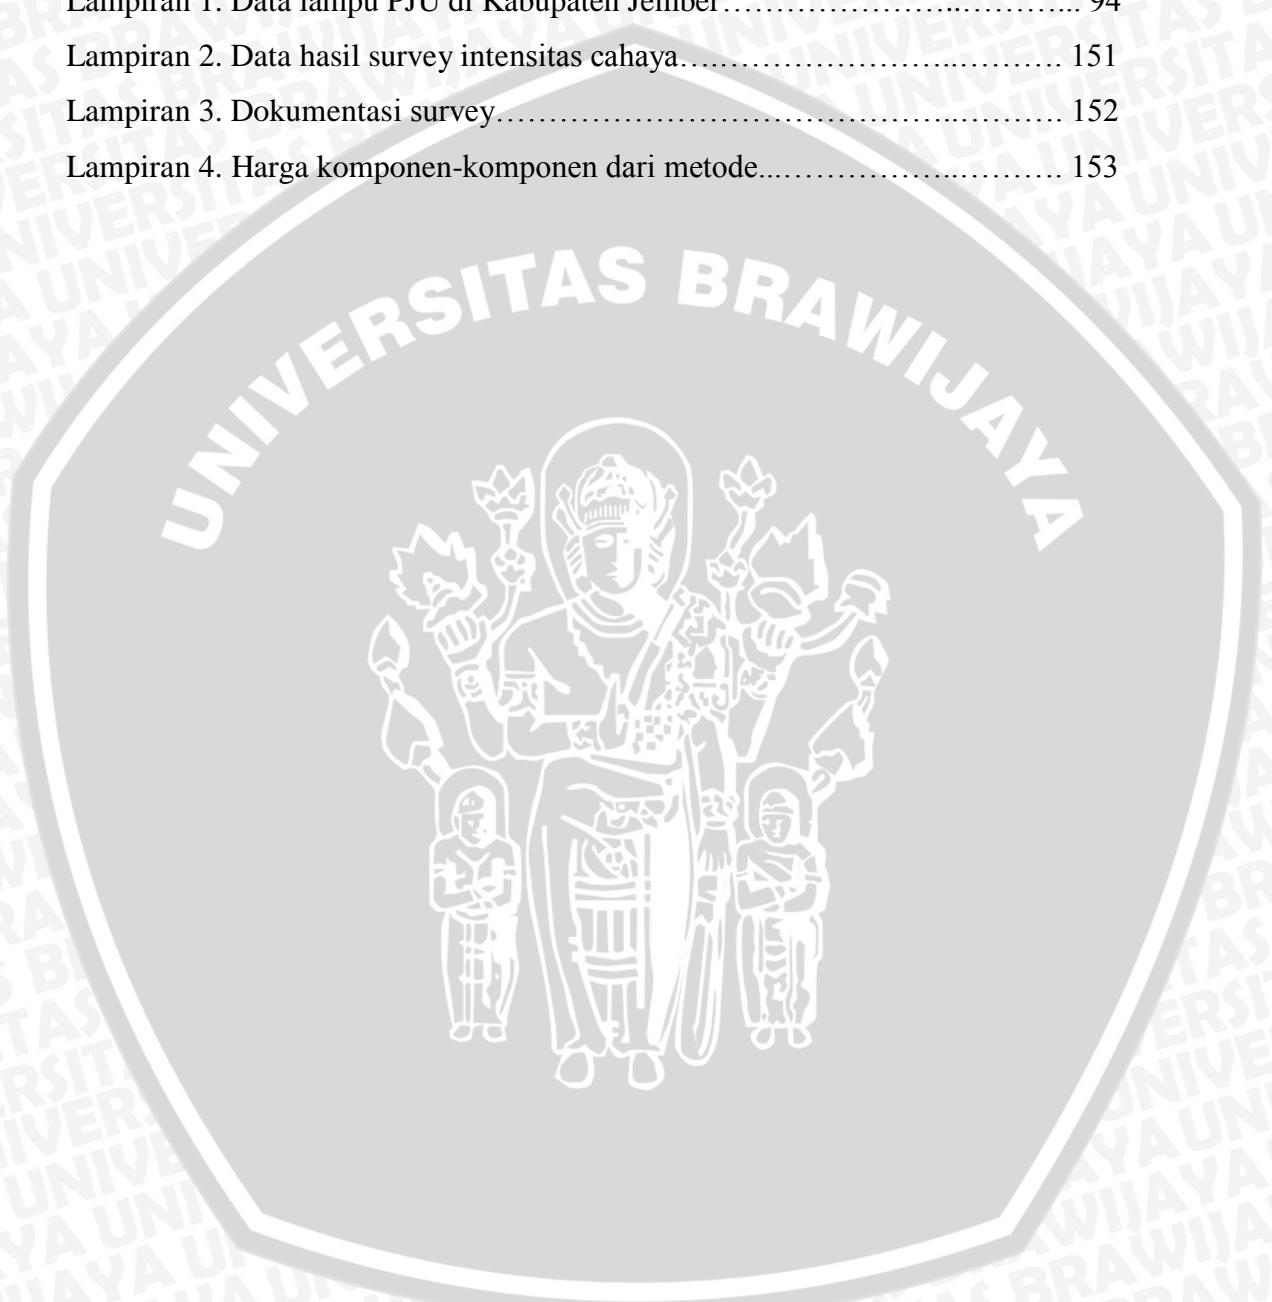 Lampiran 1. Data lampu PJU di Kabupaten Jember…………………..………... 94
Lampiran 2. Data hasil survey intensitas cahaya….…………………….………. 151
Lampiran 3. Dokumentasi survey……………………………………..………. 152
Lampiran 4. Harga komponen-komponen dari metode...……………..………. 153
UNIVERSITAS BRAWIJAYA